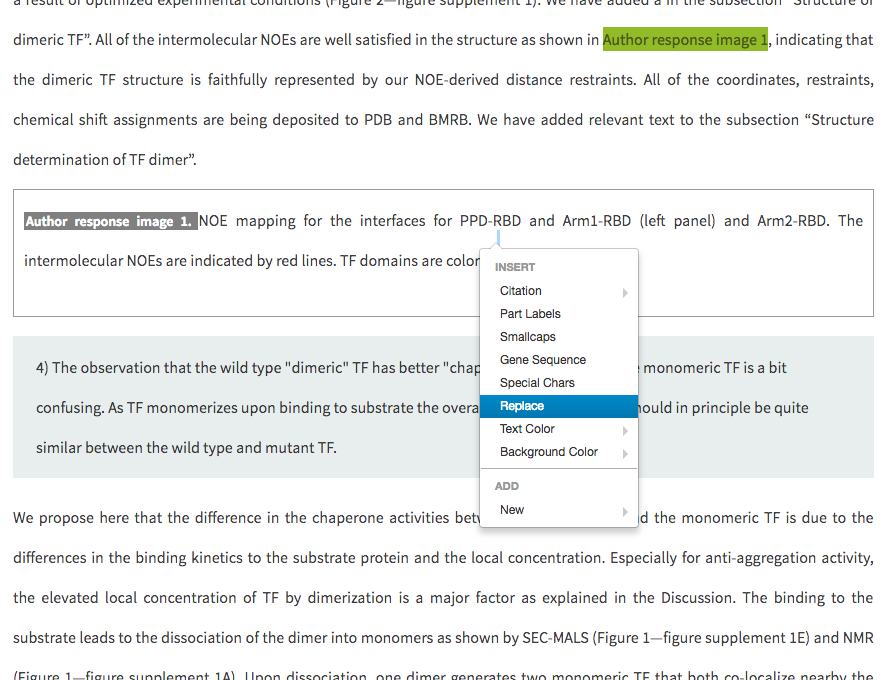 a result of optimized experimental conditions (Figure 2—figure supplement 1). We have added a in the subsection “Structure of
dimeric TF”. All of the intermolecular NOEs are well satisfied in the structure as shown in Author response image 1, indicating that
the dimeric TF structure is faithfully represented by our NOE-derived distance restraints. All of the coordinates, restraints,
chemical shift assignments are being deposited to PDB and BMRB. We have added relevant text to the subsection “Structure
determination of TF dimer”.
Author response image 1. NOE mapping for the interfaces for PPD-RBD and Arm1-RBD (left panel) and Arm2-RBD. The
intermolecular NOEs are indicated by red lines. TF domains are color
INSERT
Citation
Part Labels
Smallcaps
Gene Sequence
Special Chars
Replace
Text Color
Background Color
ADD
New
4) The observation that the wild type "dimeric" TF has better "chap monomeric TF is a bit
confusing. As TF monomerizes upon binding to substrate the overa ould in principle be quite
similar between the wild type and mutant TF.
We propose here that the difference in the chaperone activities bet d the monomeric TF is due to the
differences in the binding kinetics to the substrate protein and the local concentration. Especially for anti-aggregation activity,
the elevated local concentration of TF by dimerization is a major factor as explained in the Discussion. The binding to the
substrate leads to the dissociation of the dimer into monomers as shown by SEC-MALS (Figure 1—figure supplement 1E) and NMR
(Figure 1—figure supplement 1A). Upon dissociation, one dimer generates two monomeric TF that both co-localize nearby the